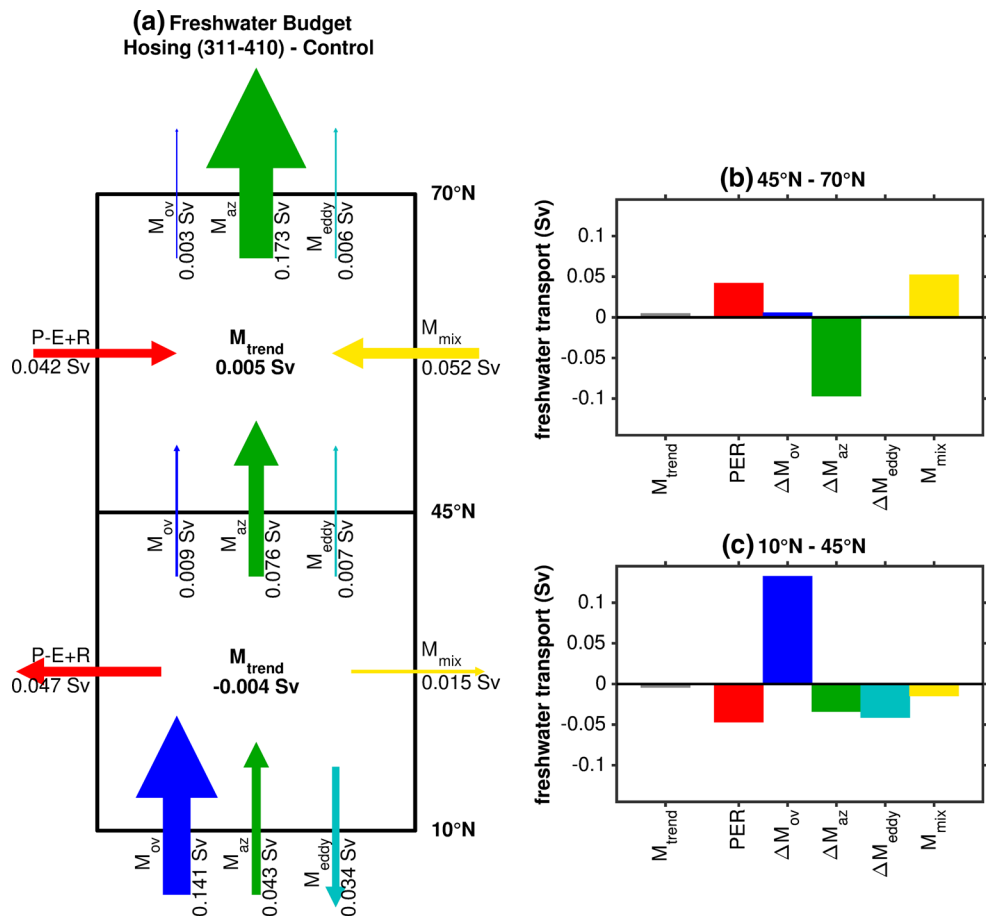 (a) Freshwater Budget
Hosing (311-410) - Control
70°N
M_ov
0.003 Sv
M_az
0.173 Sv
M_eddy
0.006 Sv
P-E+R
0.042 Sv
M_trend
0.005 Sv
M_mix
0.052 Sv
45°N
M_ov
0.009 Sv
M_az
0.076 Sv
M_eddy
0.007 Sv
P-E+R
0.047 Sv
M_trend
-0.004 Sv
M_mix
0.015 Sv
10°N
M_ov
0.141 Sv
M_az
0.043 Sv
M_eddy
0.034 Sv
(b) 45°N - 70°N
freshwater transport (Sv)
0.1
0.05
0
-0.05
-0.1
M_trend
PER
ΔM_ov
ΔM_az
ΔM_eddy
M_mix
(c) 10°N - 45°N
freshwater transport (Sv)
0.1
0.05
0
-0.05
-0.1
M_trend
PER
ΔM_ov
ΔM_az
ΔM_eddy
M_mix